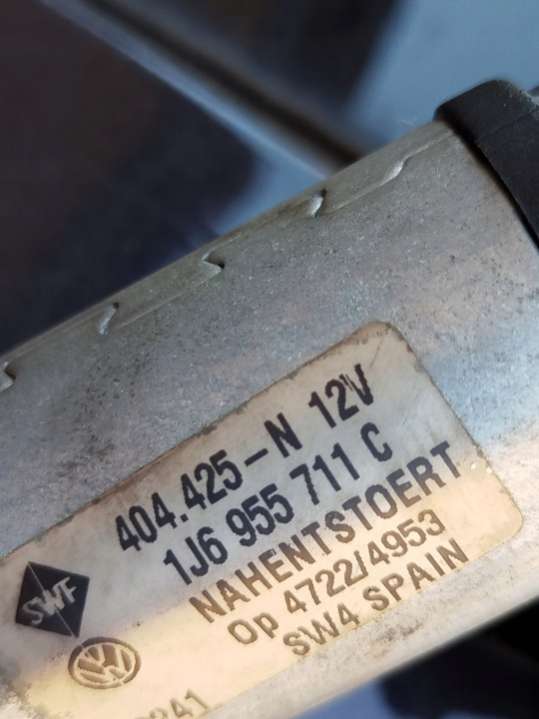 404.425-N 12V
1J6 955 711 C
NAHENTSTOERT
Op 4722/4953
SW4 SPAIN
SWF